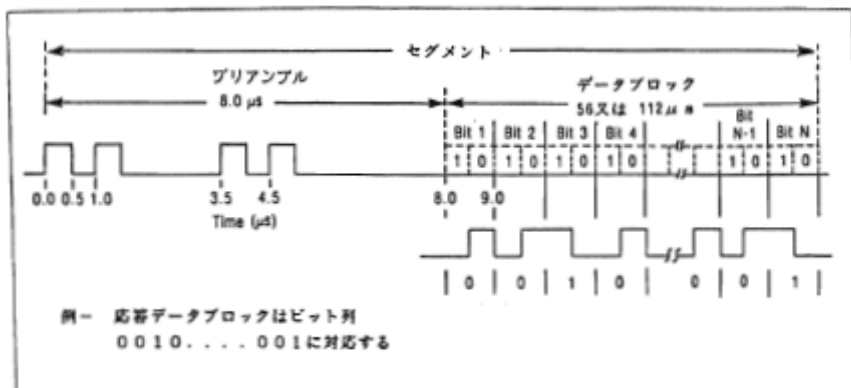 セグメント
プリアンブル
8.0 μs
データブロック
56又は 112μ s
Bit 1 Bit 2 Bit 3 Bit 4 Bit N-1 Bit N
1 0 1 0 1 0 1 0 1 0 1 0
0.0 0.5 1.0 3.5 4.5 8.0 9.0
Time (μs)
0 0 1 0 0 0 1
例－ 応答データブロックはビット列
0010....001に対応する